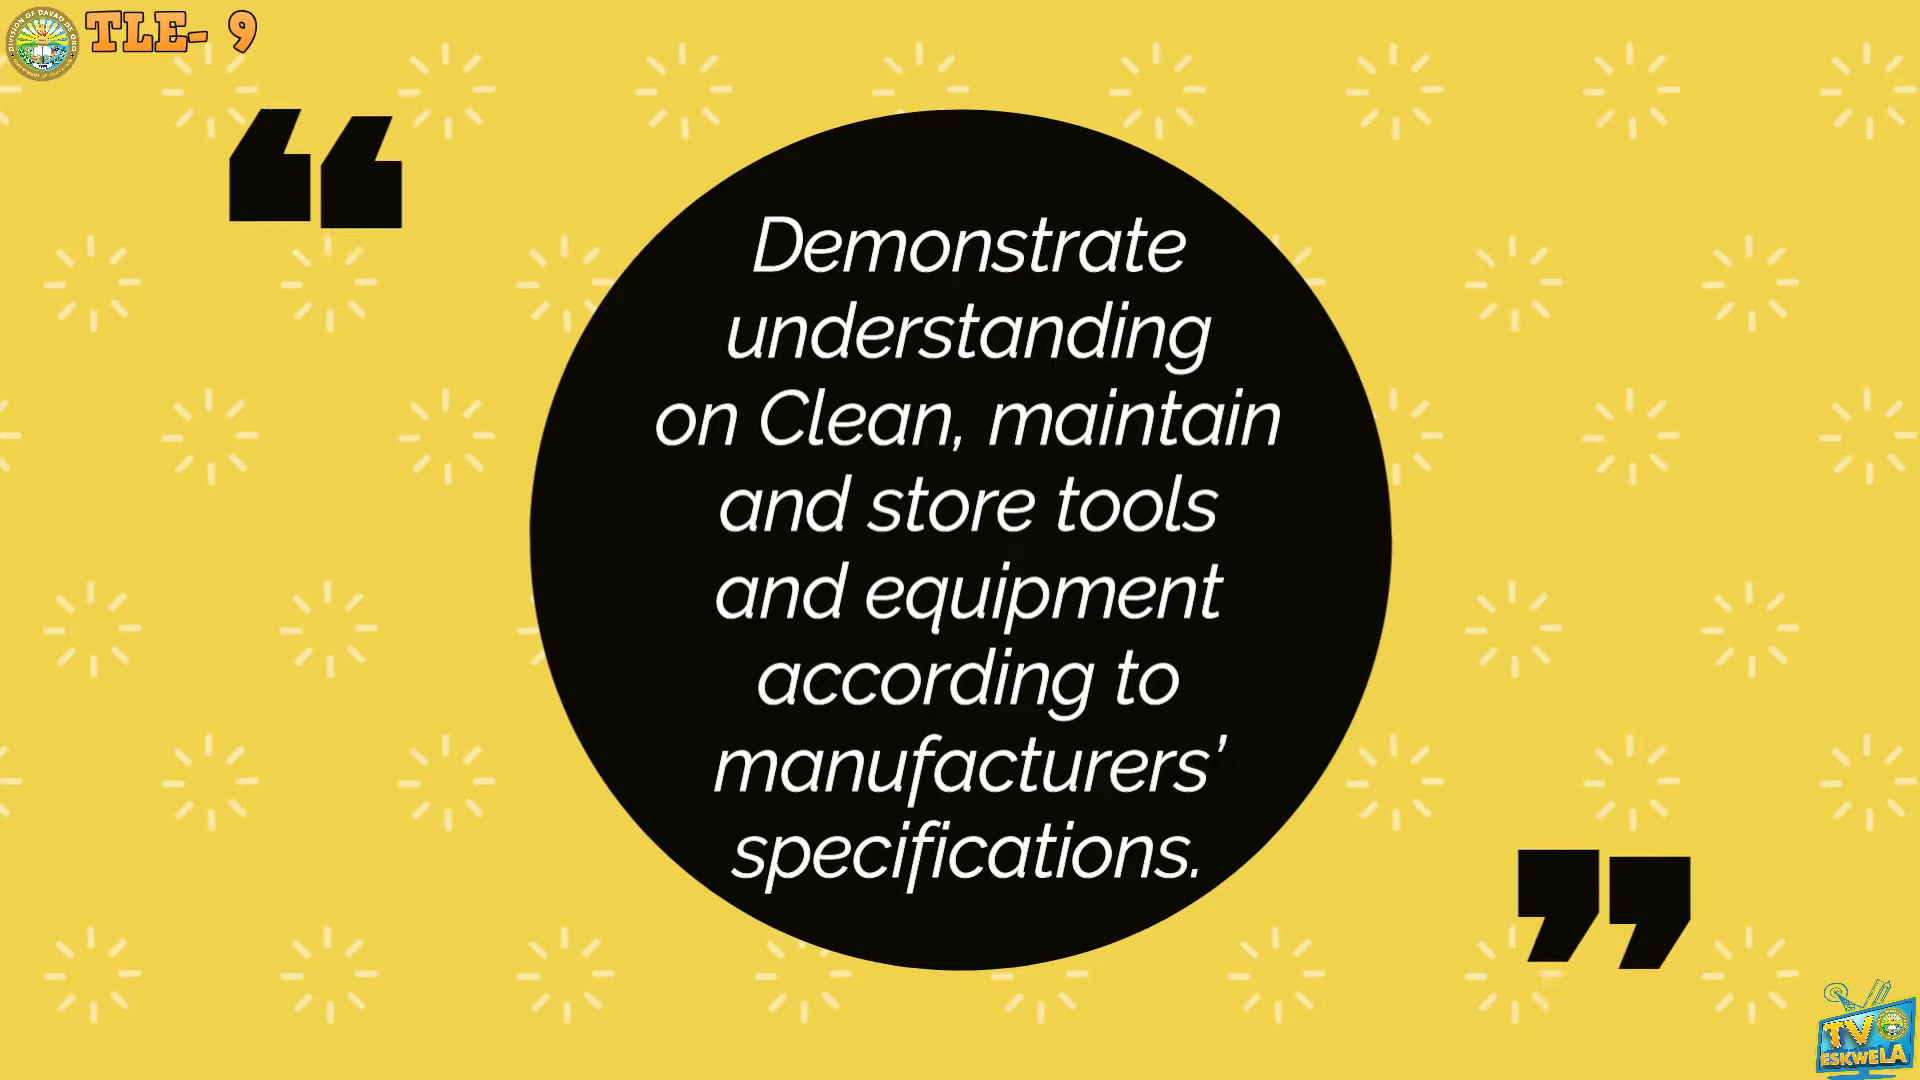 TLE- 9
Demonstrate
understanding
on Clean, maintain
and store tools
and equipment
according to
manufacturers’
specifications.
TV
ESKWELA